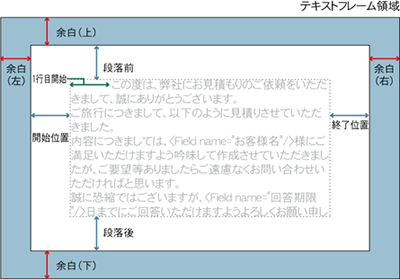 テキストフレーム領域
余白(上)
余白
(左)
余白
(右)
段落前
1行目開始
この度は、弊社にお見積もりのご依頼をいただ
きまして、誠にありがとうございます。
ご旅行につきまして、以下のように見積りさせていただ
きました。
開始位置
終了位置
内容につきましては、<Field name="お客様名"/>様にご
満足いただけますよう吟味して作成させていただきまし
たが、ご要望等ありましたらご遠慮なくお問い合わせい
ただければと思います。
誠に恐縮ではございますが、<Field name="回答期限
"/>日までにご回答いただけますようよろしくお願い申し
段落後
余白(下)